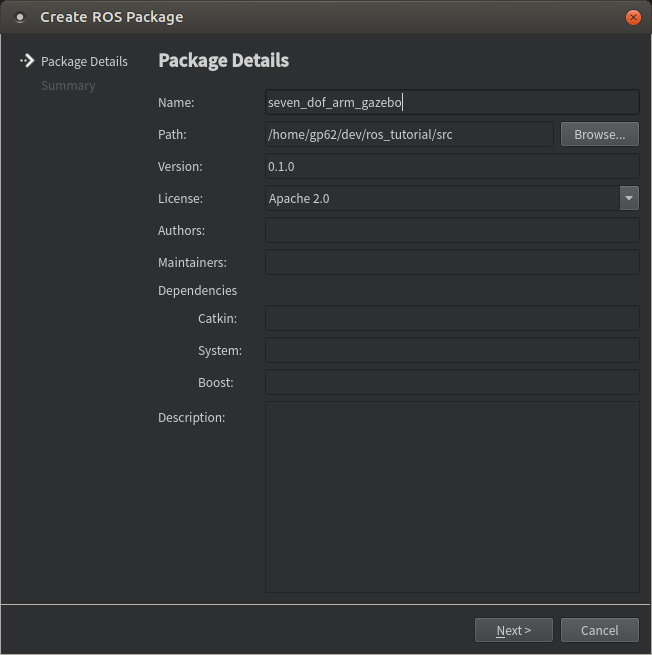 Create ROS Package
Package Details
Summary
Package Details
Name: seven_dof_arm_gazebo
Path: /home/gp62/dev/ros_tutorial/src Browse...
Version: 0.1.0
License: Apache 2.0
Authors:
Maintainers:
Dependencies
Catkin:
System:
Boost:
Description:
Next > Cancel